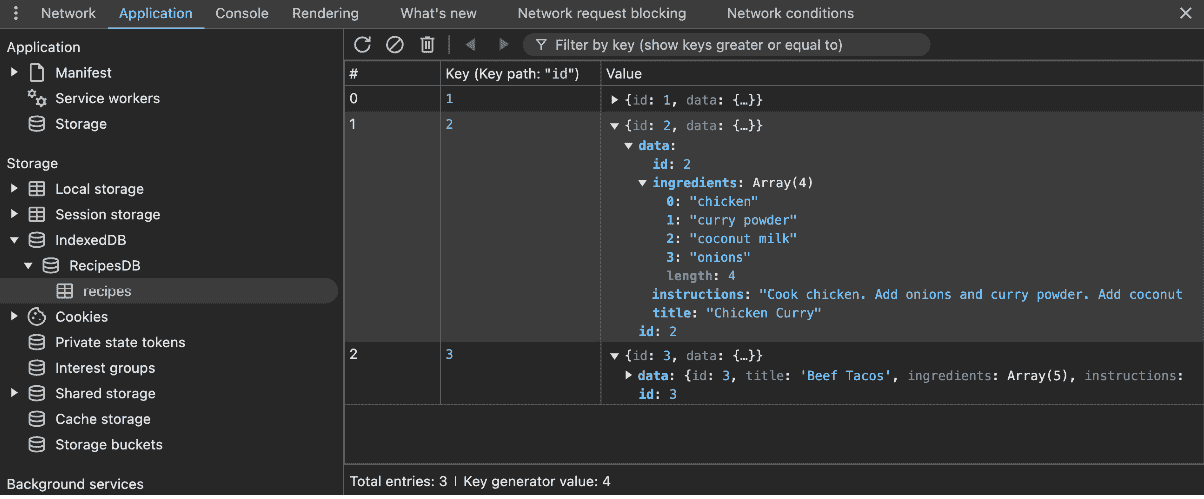 Network Application Console Rendering What's new Network request blocking Network conditions
Application
Manifest
Service workers
Storage
Storage
Local storage
Session storage
IndexedDB
RecipesDB
recipes
Cookies
Private state tokens
Interest groups
Shared storage
Cache storage
Storage buckets
Background services
Filter by key (show keys greater or equal to)
# Key (Key path: "id") Value
0 1 {id: 1, data: {…}}
1 2 {id: 2, data: {…}}
data:
id: 2
ingredients: Array(4)
0: "chicken"
1: "curry powder"
2: "coconut milk"
3: "onions"
length: 4
instructions: "Cook chicken. Add onions and curry powder. Add coconut
title: "Chicken Curry"
id: 2
2 3 {id: 3, data: {…}}
data: {id: 3, title: 'Beef Tacos', ingredients: Array(5), instructions:
id: 3
Total entries: 3 | Key generator value: 4